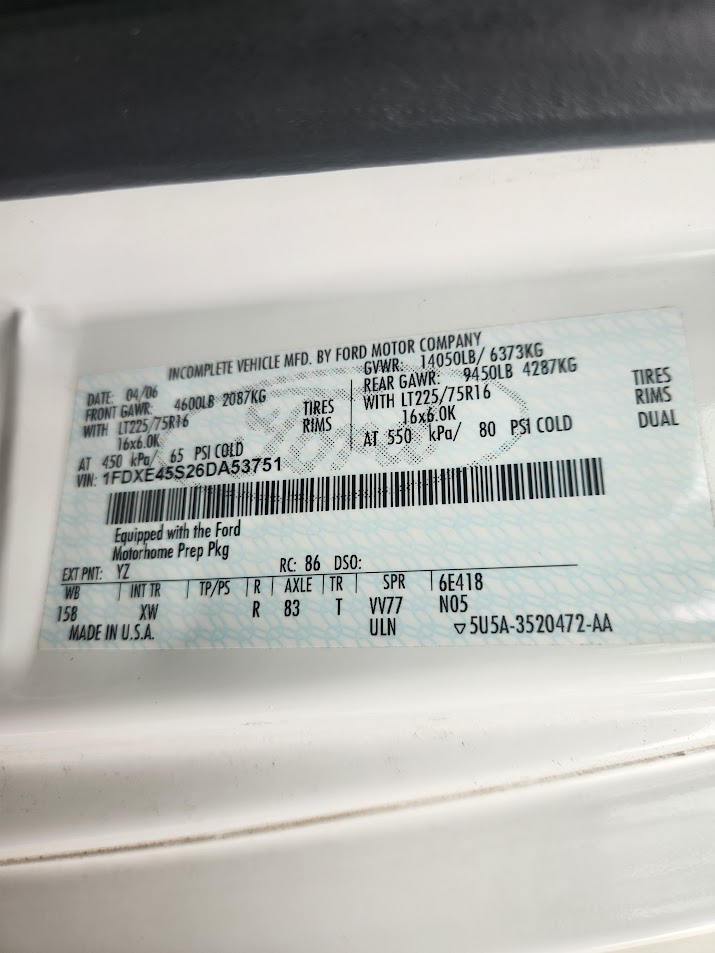 INCOMPLETE VEHICLE MFD. BY FORD MOTOR COMPANY
DATE: 04/06
GVWR: 14050LB/ 6373KG
FRONT GAWR: 4600LB 2087KG
WITH LT225/75R16 TIRES
16x6.0K RIMS
AT 450 kPa/ 65 PSI COLD
REAR GAWR: 9450LB 4287KG
WITH LT225/75R16 TIRES
16x6.0K RIMS
AT 550 kPa/ 80 PSI COLD DUAL
VIN: 1FDXE45S26DA53751
Equipped with the Ford
Motorhome Prep Pkg
EXT PNT: YZ RC: 86 DSO:
WB INT TR TP/PS R AXLE TR SPR 6E418
158 XW R 83 T VV77 N05
MADE IN U.S.A. ULN ▽5U5A-3520472-AA